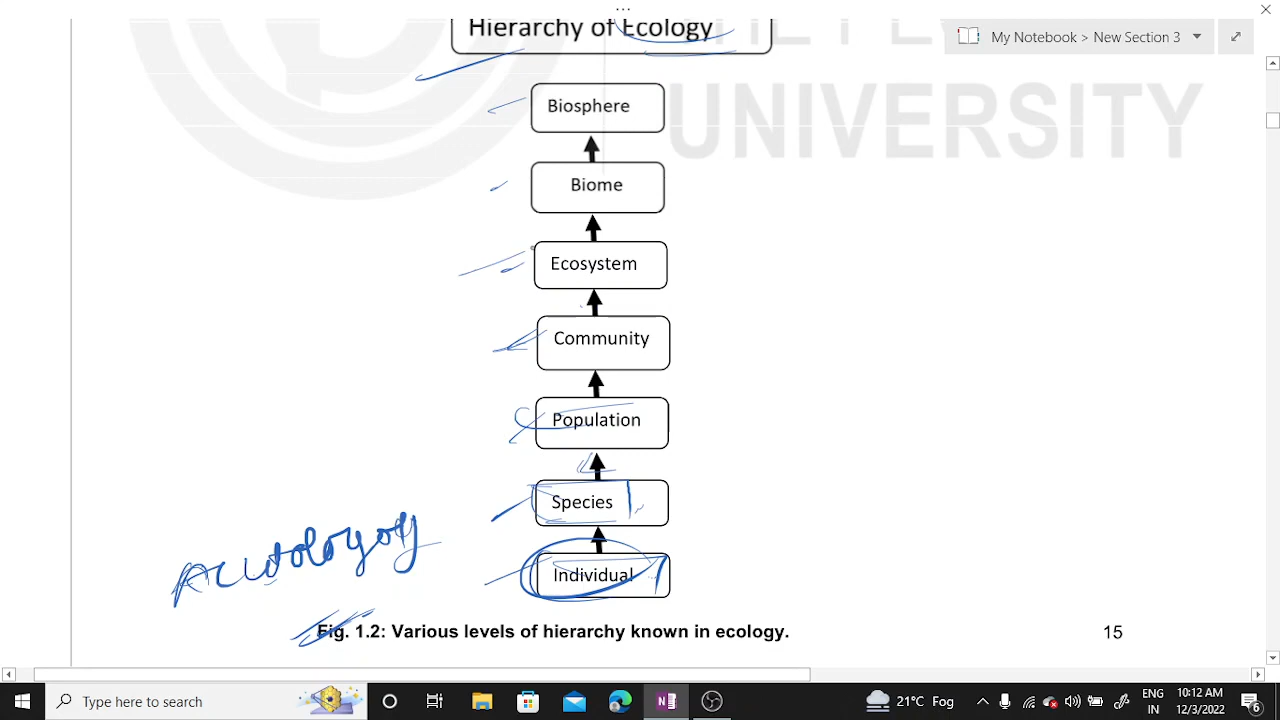 ...
Hierarchy of Ecology
My Notebook > New Section 3
UNIVERSITY
Biosphere
Biome
Ecosystem
Community
Population
Species
Individual
Fig. 1.2: Various levels of hierarchy known in ecology.
15
Type here to search
21°C Fog
ENG
IN
10:12 AM
12/3/2022
6